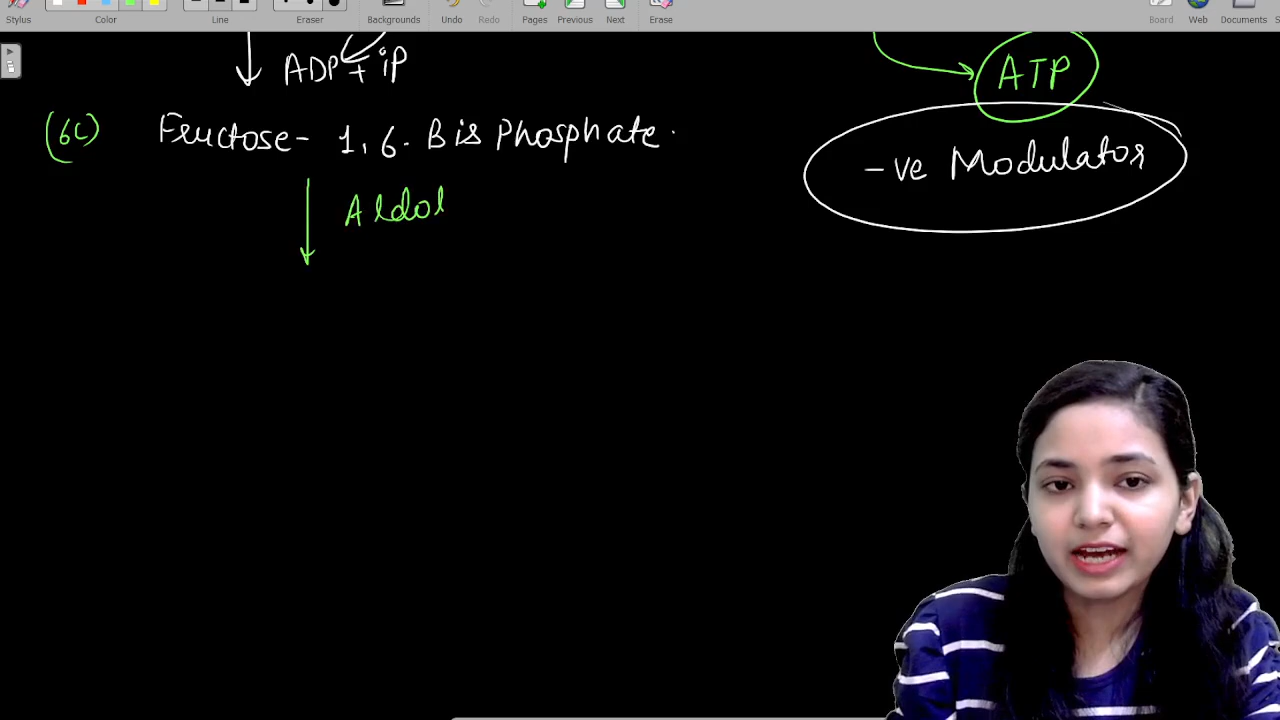 Stylus Color Line Eraser Backgrounds Undo Redo Pages Previous Next Erase Board Web Documents S
ADP + iP
ATP
(6C) Fructose- 1,6. Bis Phosphate.
-ve Modulator
Aldol